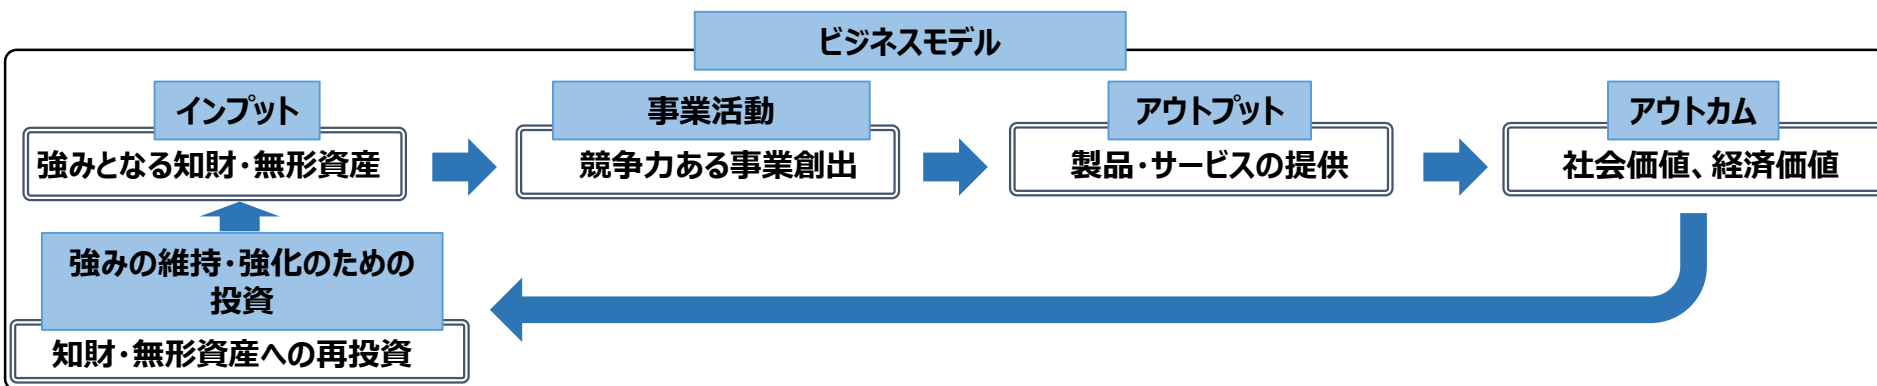 ビジネスモデル
インプット
強みとなる知財・無形資産
事業活動
競争力ある事業創出
アウトプット
製品・サービスの提供
アウトカム
社会価値、経済価値
強みの維持・強化のための
投資
知財・無形資産への再投資